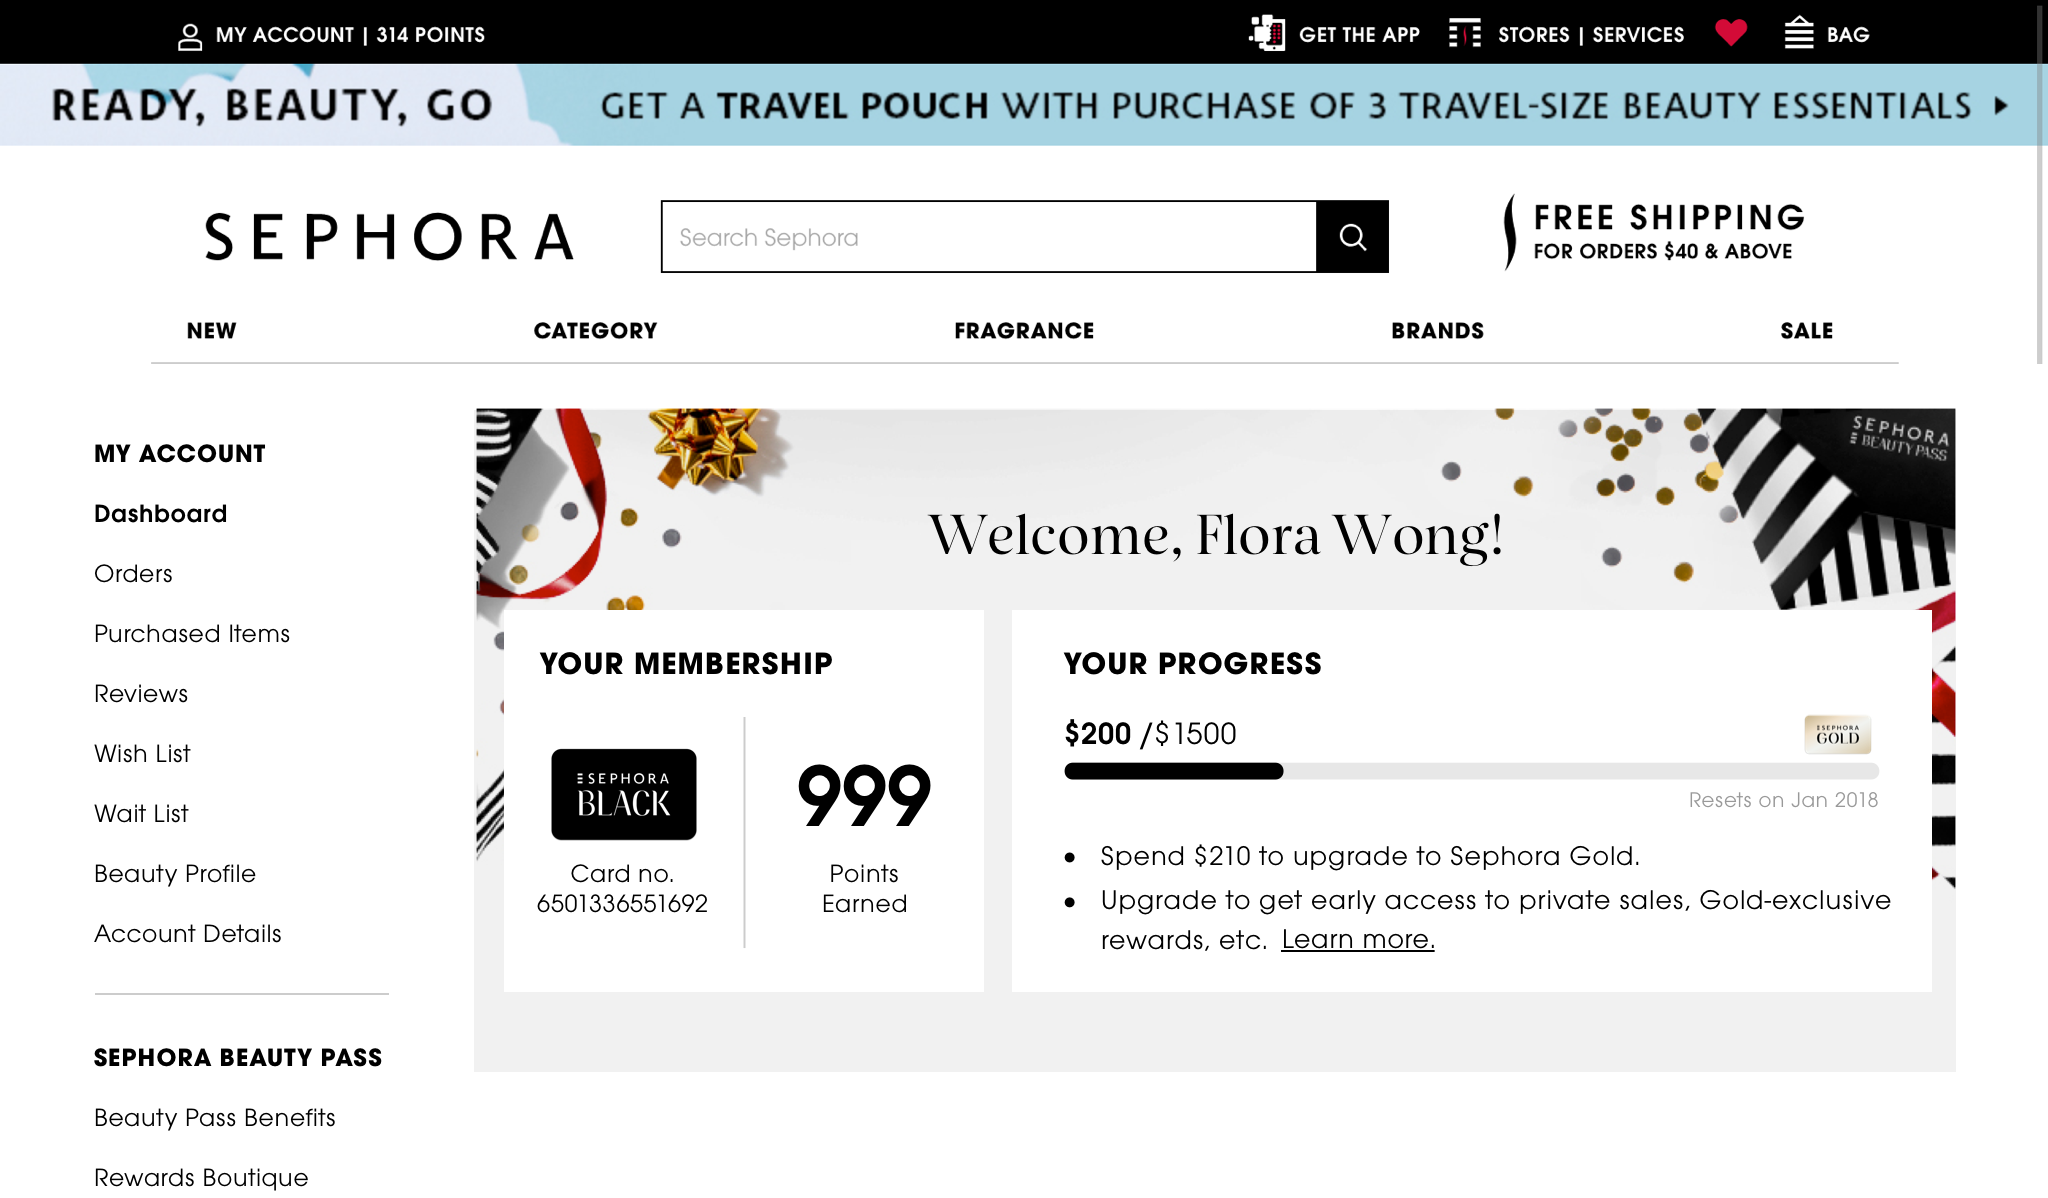 MY ACCOUNT | 314 POINTS
GET THE APP
STORES | SERVICES
BAG
READY, BEAUTY, GO
GET A TRAVEL POUCH WITH PURCHASE OF 3 TRAVEL-SIZE BEAUTY ESSENTIALS
SEPHORA
Search Sephora
FREE SHIPPING
FOR ORDERS $40 & ABOVE
NEW
CATEGORY
FRAGRANCE
BRANDS
SALE
MY ACCOUNT
Dashboard
Orders
Purchased Items
Reviews
Wish List
Wait List
Beauty Profile
Account Details
SEPHORA BEAUTY PASS
Beauty Pass Benefits
Rewards Boutique
SEPHORA
BEAUTY PASS
Welcome, Flora Wong!
YOUR MEMBERSHIP
SEPHORA
BLACK
Card no.
6501336551692
999
Points
Earned
YOUR PROGRESS
$200 /$1500
SEPHORA
GOLD
Resets on Jan 2018
• Spend $210 to upgrade to Sephora Gold.
• Upgrade to get early access to private sales, Gold-exclusive
rewards, etc. Learn more.